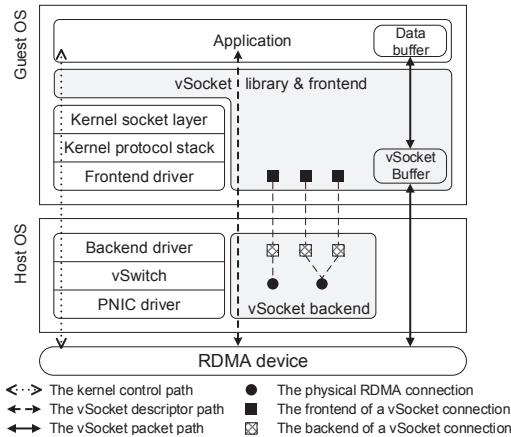 Guest OS
Application
Data
buffer
vSocket library & frontend
Kernel socket layer
Kernel protocol stack
Frontend driver
vSocket
Buffer
Host OS
Backend driver
vSwitch
PNIC driver
vSocket backend
RDMA device
The kernel control path
The physical RDMA connection
The vSocket descriptor path
The frontend of a vSocket connection
The vSocket packet path
The backend of a vSocket connection